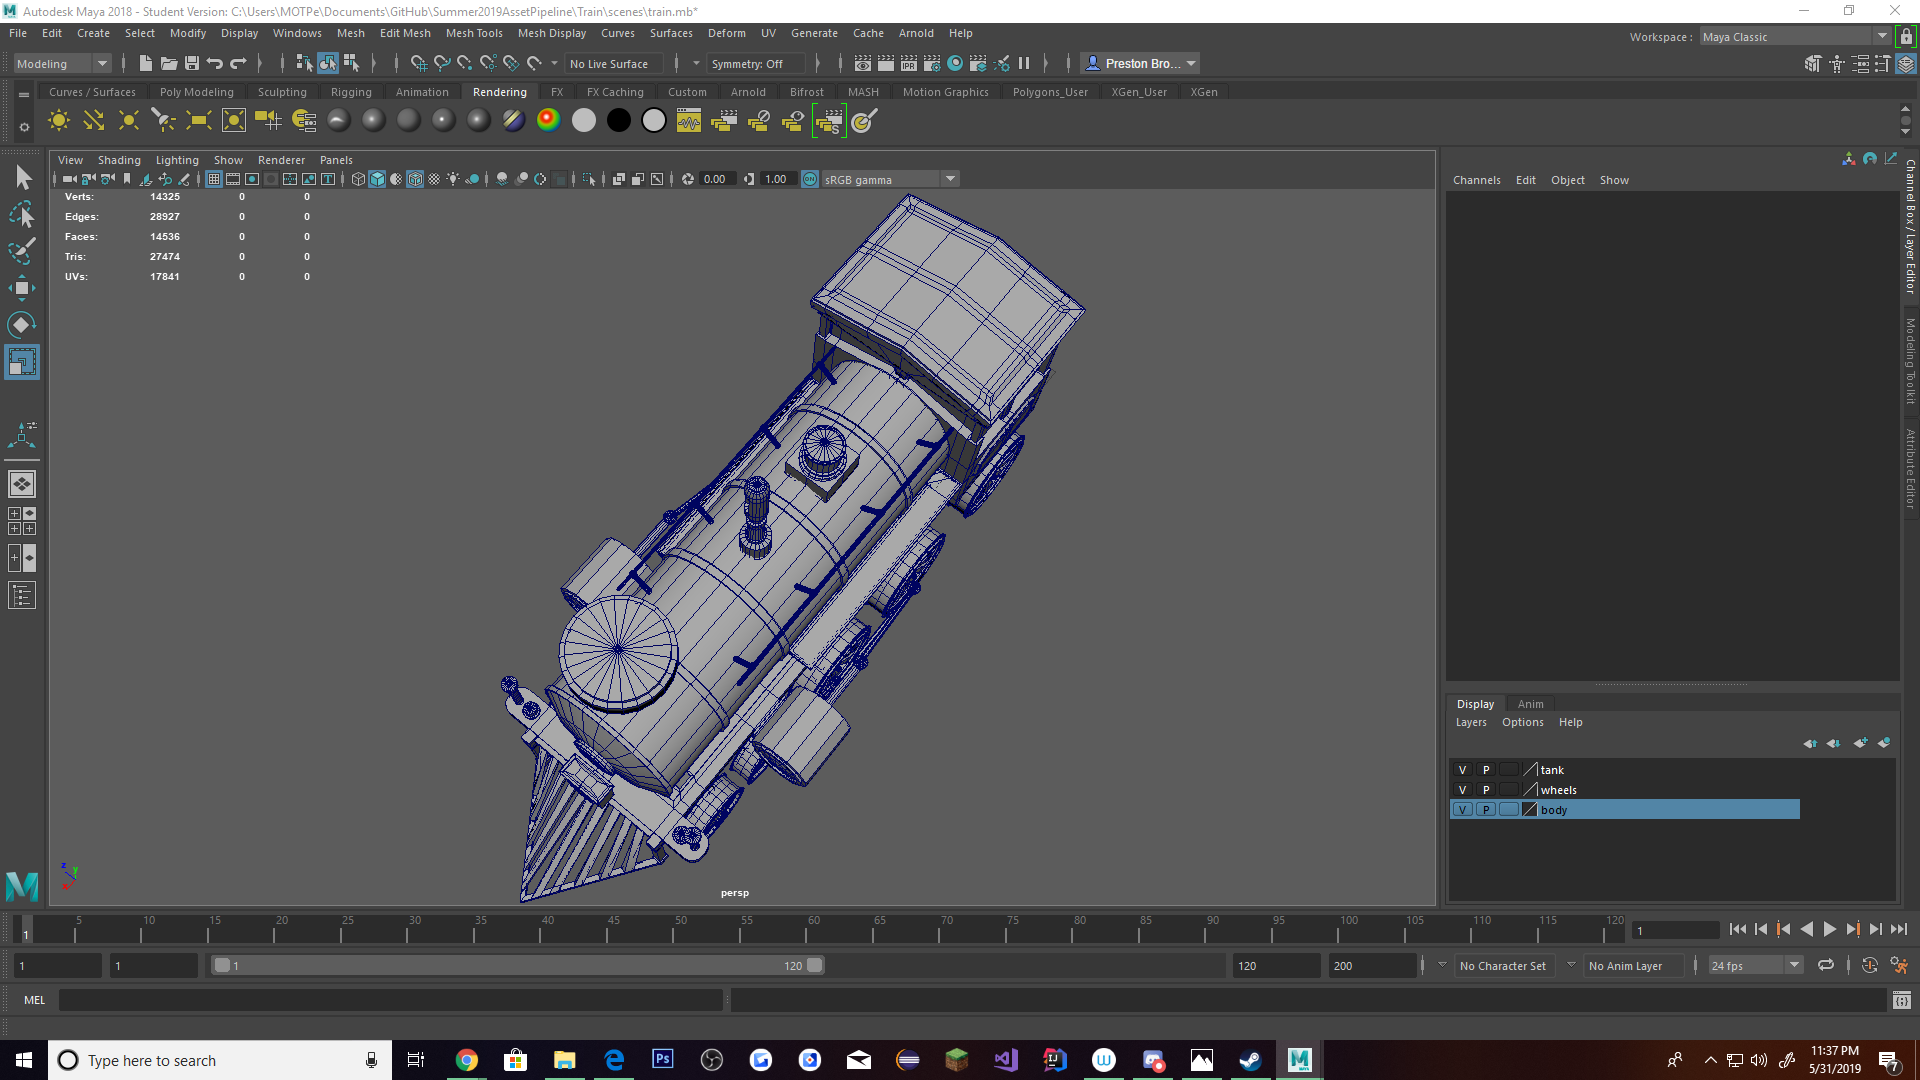 Autodesk Maya 2018 - Student Version: C:\Users\MOTPe\Documents\GitHub\Summer2019AssetPipeline\Train\scenes\train.mb*
File Edit Create Select Modify Display Windows Mesh Edit Mesh Mesh Tools Mesh Display Curves Surfaces Deform UV Generate Cache Arnold Help
Workspace : Maya Classic
Modeling No Live Surface Symmetry: Off IPR Preston Bro...
Curves / Surfaces Poly Modeling Sculpting Rigging Animation Rendering FX FX Caching Custom Arnold Bifrost MASH Motion Graphics Polygons_User XGen_User XGen
View Shading Lighting Show Renderer Panels
0.00 1.00 ON sRGB gamma
Verts: 14325 0 0
Edges: 28927 0 0
Faces: 14536 0 0
Tris: 27474 0 0
UVs: 17841 0 0
z y x
persp
Channels Edit Object Show
Channel Box / Layer Editor
Modeling Toolkit
Attribute Editor
Display Anim
Layers Options Help
V P tank
V P wheels
V P body
1 5 10 15 20 25 30 35 40 45 50 55 60 65 70 75 80 85 90 95 100 105 110 115 120 1
1 1 1 120 120 200 No Character Set No Anim Layer 24 fps
MEL
Type here to search
11:37 PM
5/31/2019
7